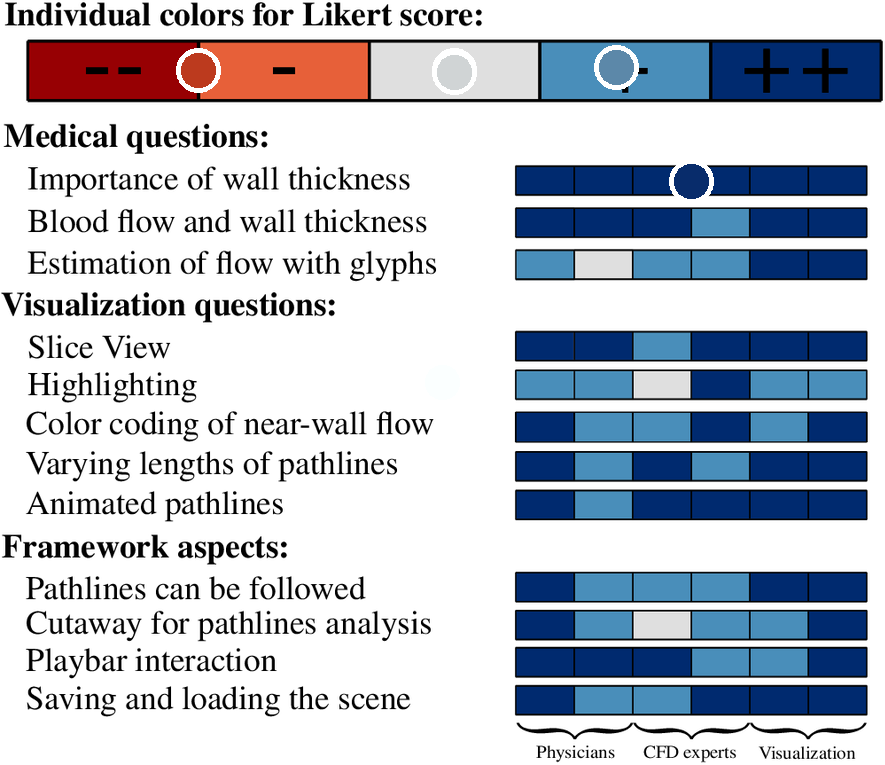 Individual colors for Likert score:
-- - + ++
Medical questions:
Importance of wall thickness
Blood flow and wall thickness
Estimation of flow with glyphs
Visualization questions:
Slice View
Highlighting
Color coding of near-wall flow
Varying lengths of pathlines
Animated pathlines
Framework aspects:
Pathlines can be followed
Cutaway for pathlines analysis
Playbar interaction
Saving and loading the scene
Physicians CFD experts Visualization